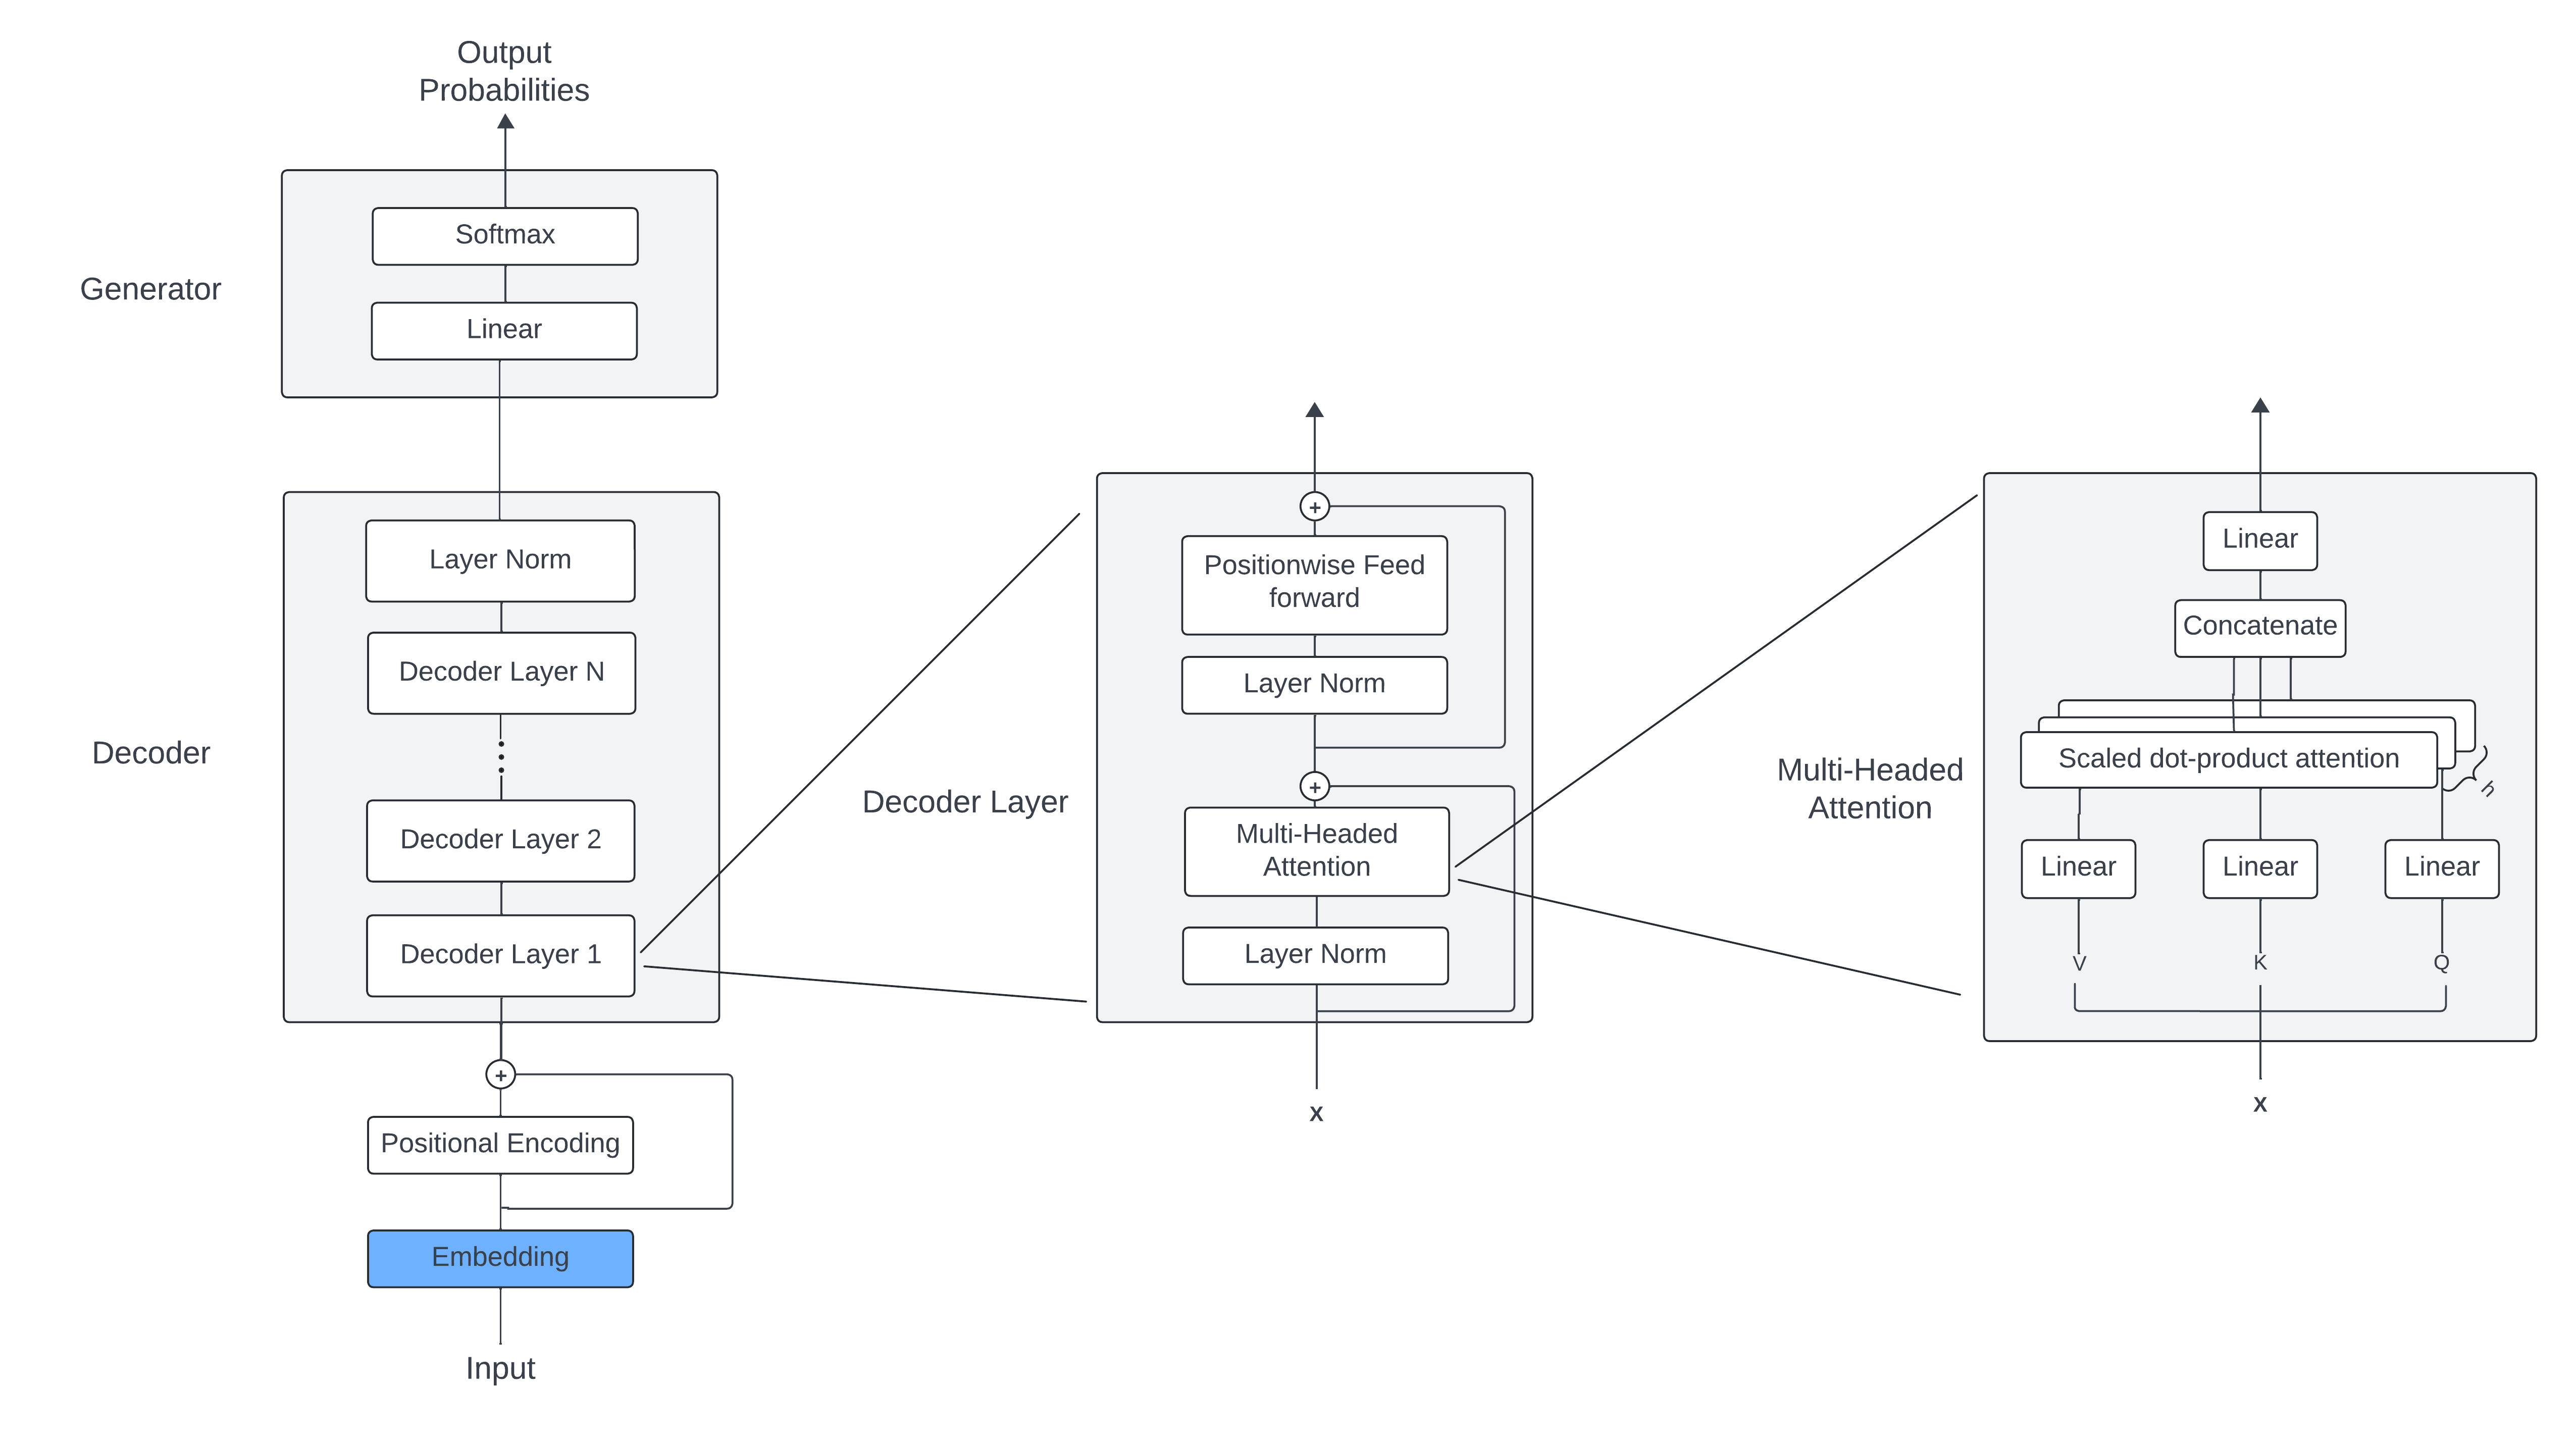 Output
Probabilities
Softmax
Generator
Linear
Layer Norm
Decoder Layer N
Decoder
Decoder Layer 2
Decoder Layer 1
+
Positional Encoding
Embedding
Input
+
Positionwise Feed
forward
Layer Norm
+
Decoder Layer
Multi-Headed
Attention
Layer Norm
x
Linear
Concatenate
Scaled dot-product attention
h
Multi-Headed
Attention
Linear
Linear
Linear
V
K
Q
x